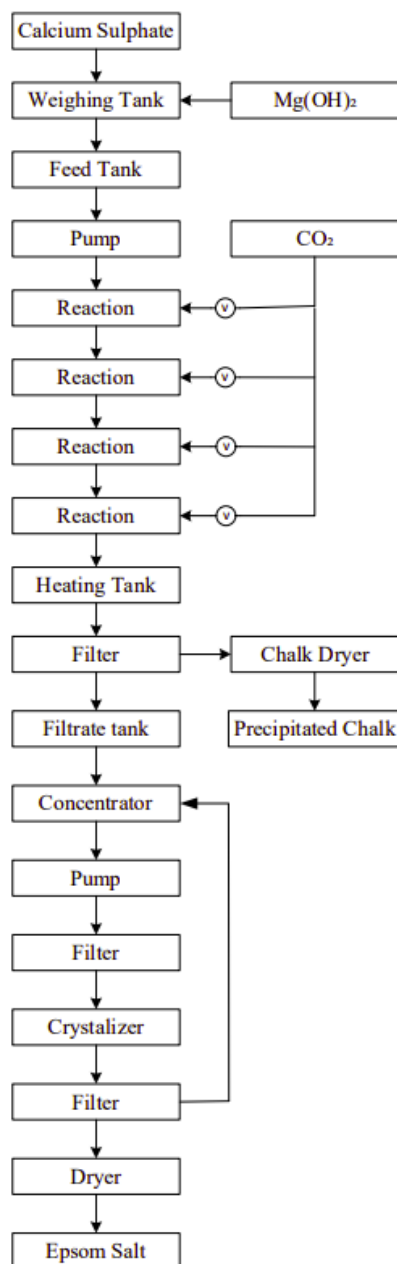 Calcium Sulphate
Weighing Tank
Mg(OH)₂
Feed Tank
Pump
CO₂
Reaction
v
Reaction
v
Reaction
v
Reaction
v
Heating Tank
Filter
Chalk Dryer
Filtrate tank
Precipitated Chalk
Concentrator
Pump
Filter
Crystalizer
Filter
Dryer
Epsom Salt